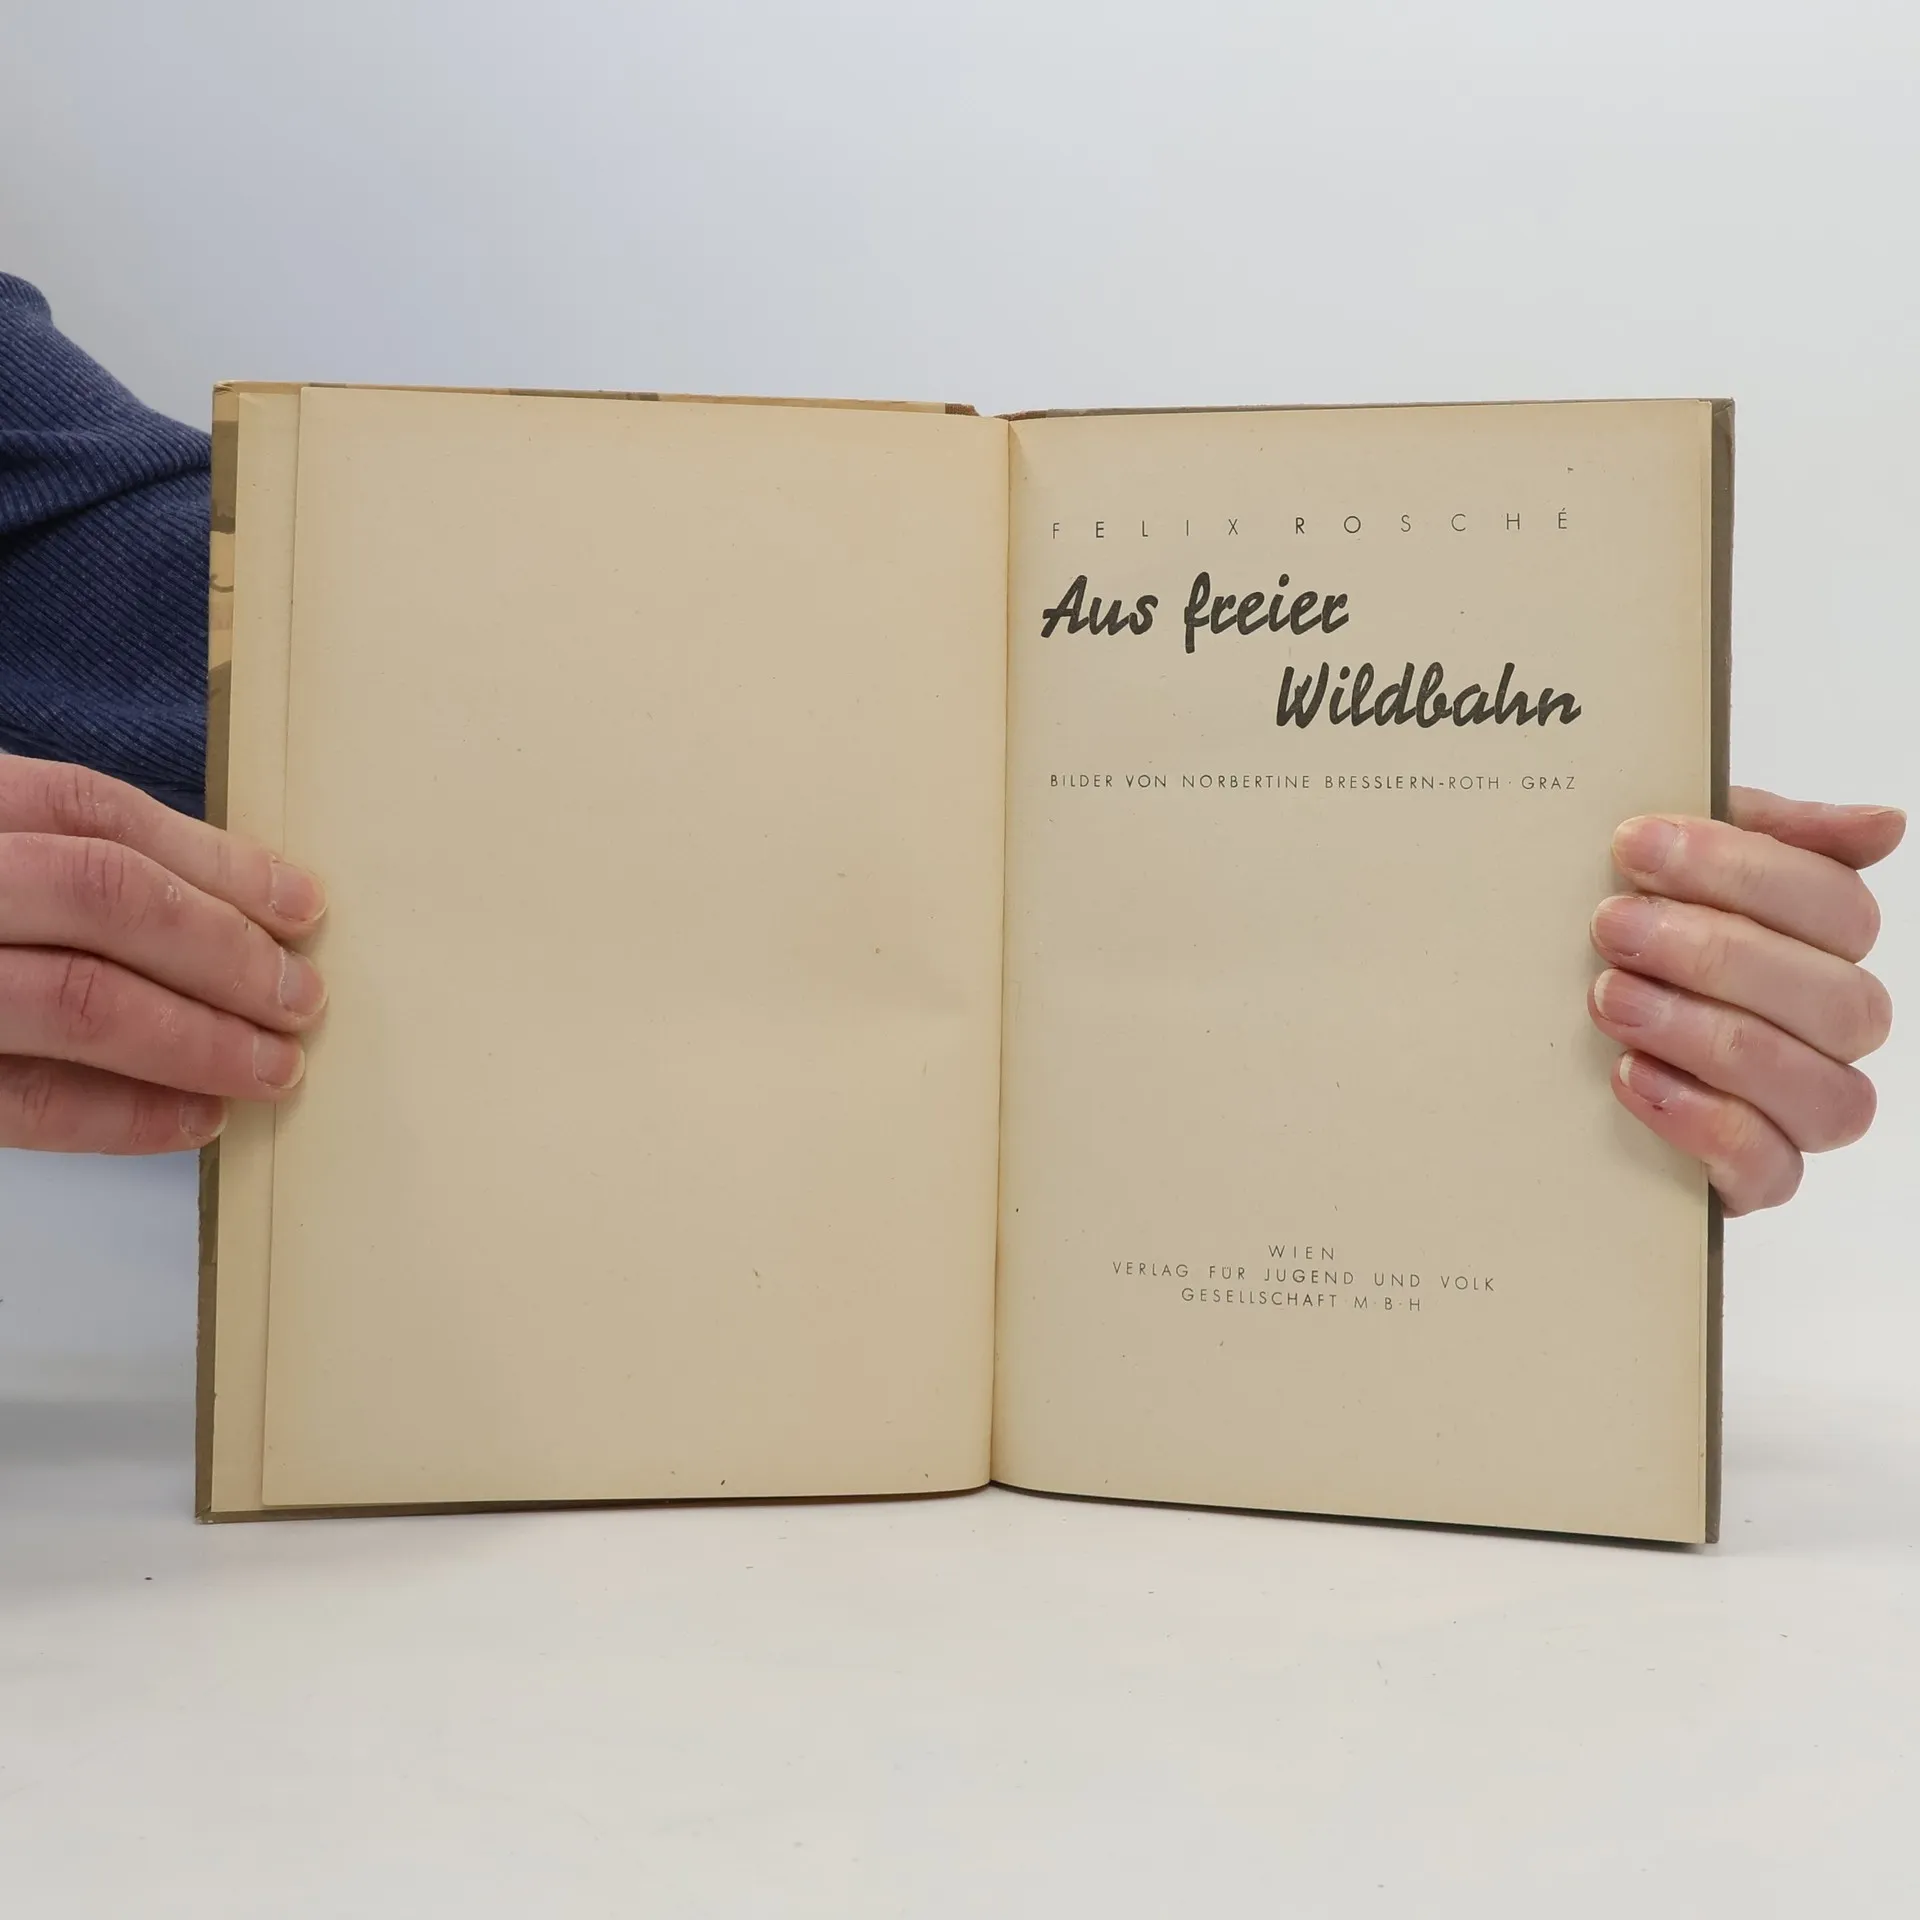 FELIX ROSCHÉ
Aus freier
Wildbahn
BILDER VON NORBERTINE BRESSLERN-ROTH · GRAZ
WIEN
VERLAG FÜR JUGEND UND VOLK
GESELLSCHAFT M·B·H